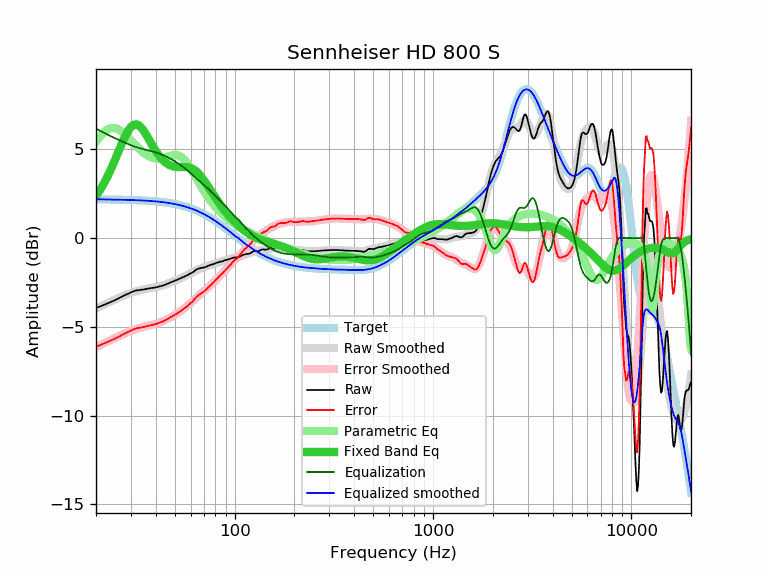 Sennheiser HD 800 S
Amplitude (dBr)
5
0
−5
−10
−15
Target
Raw Smoothed
Error Smoothed
Raw
Error
Parametric Eq
Fixed Band Eq
Equalization
Equalized smoothed
100 1000 10000
Frequency (Hz)